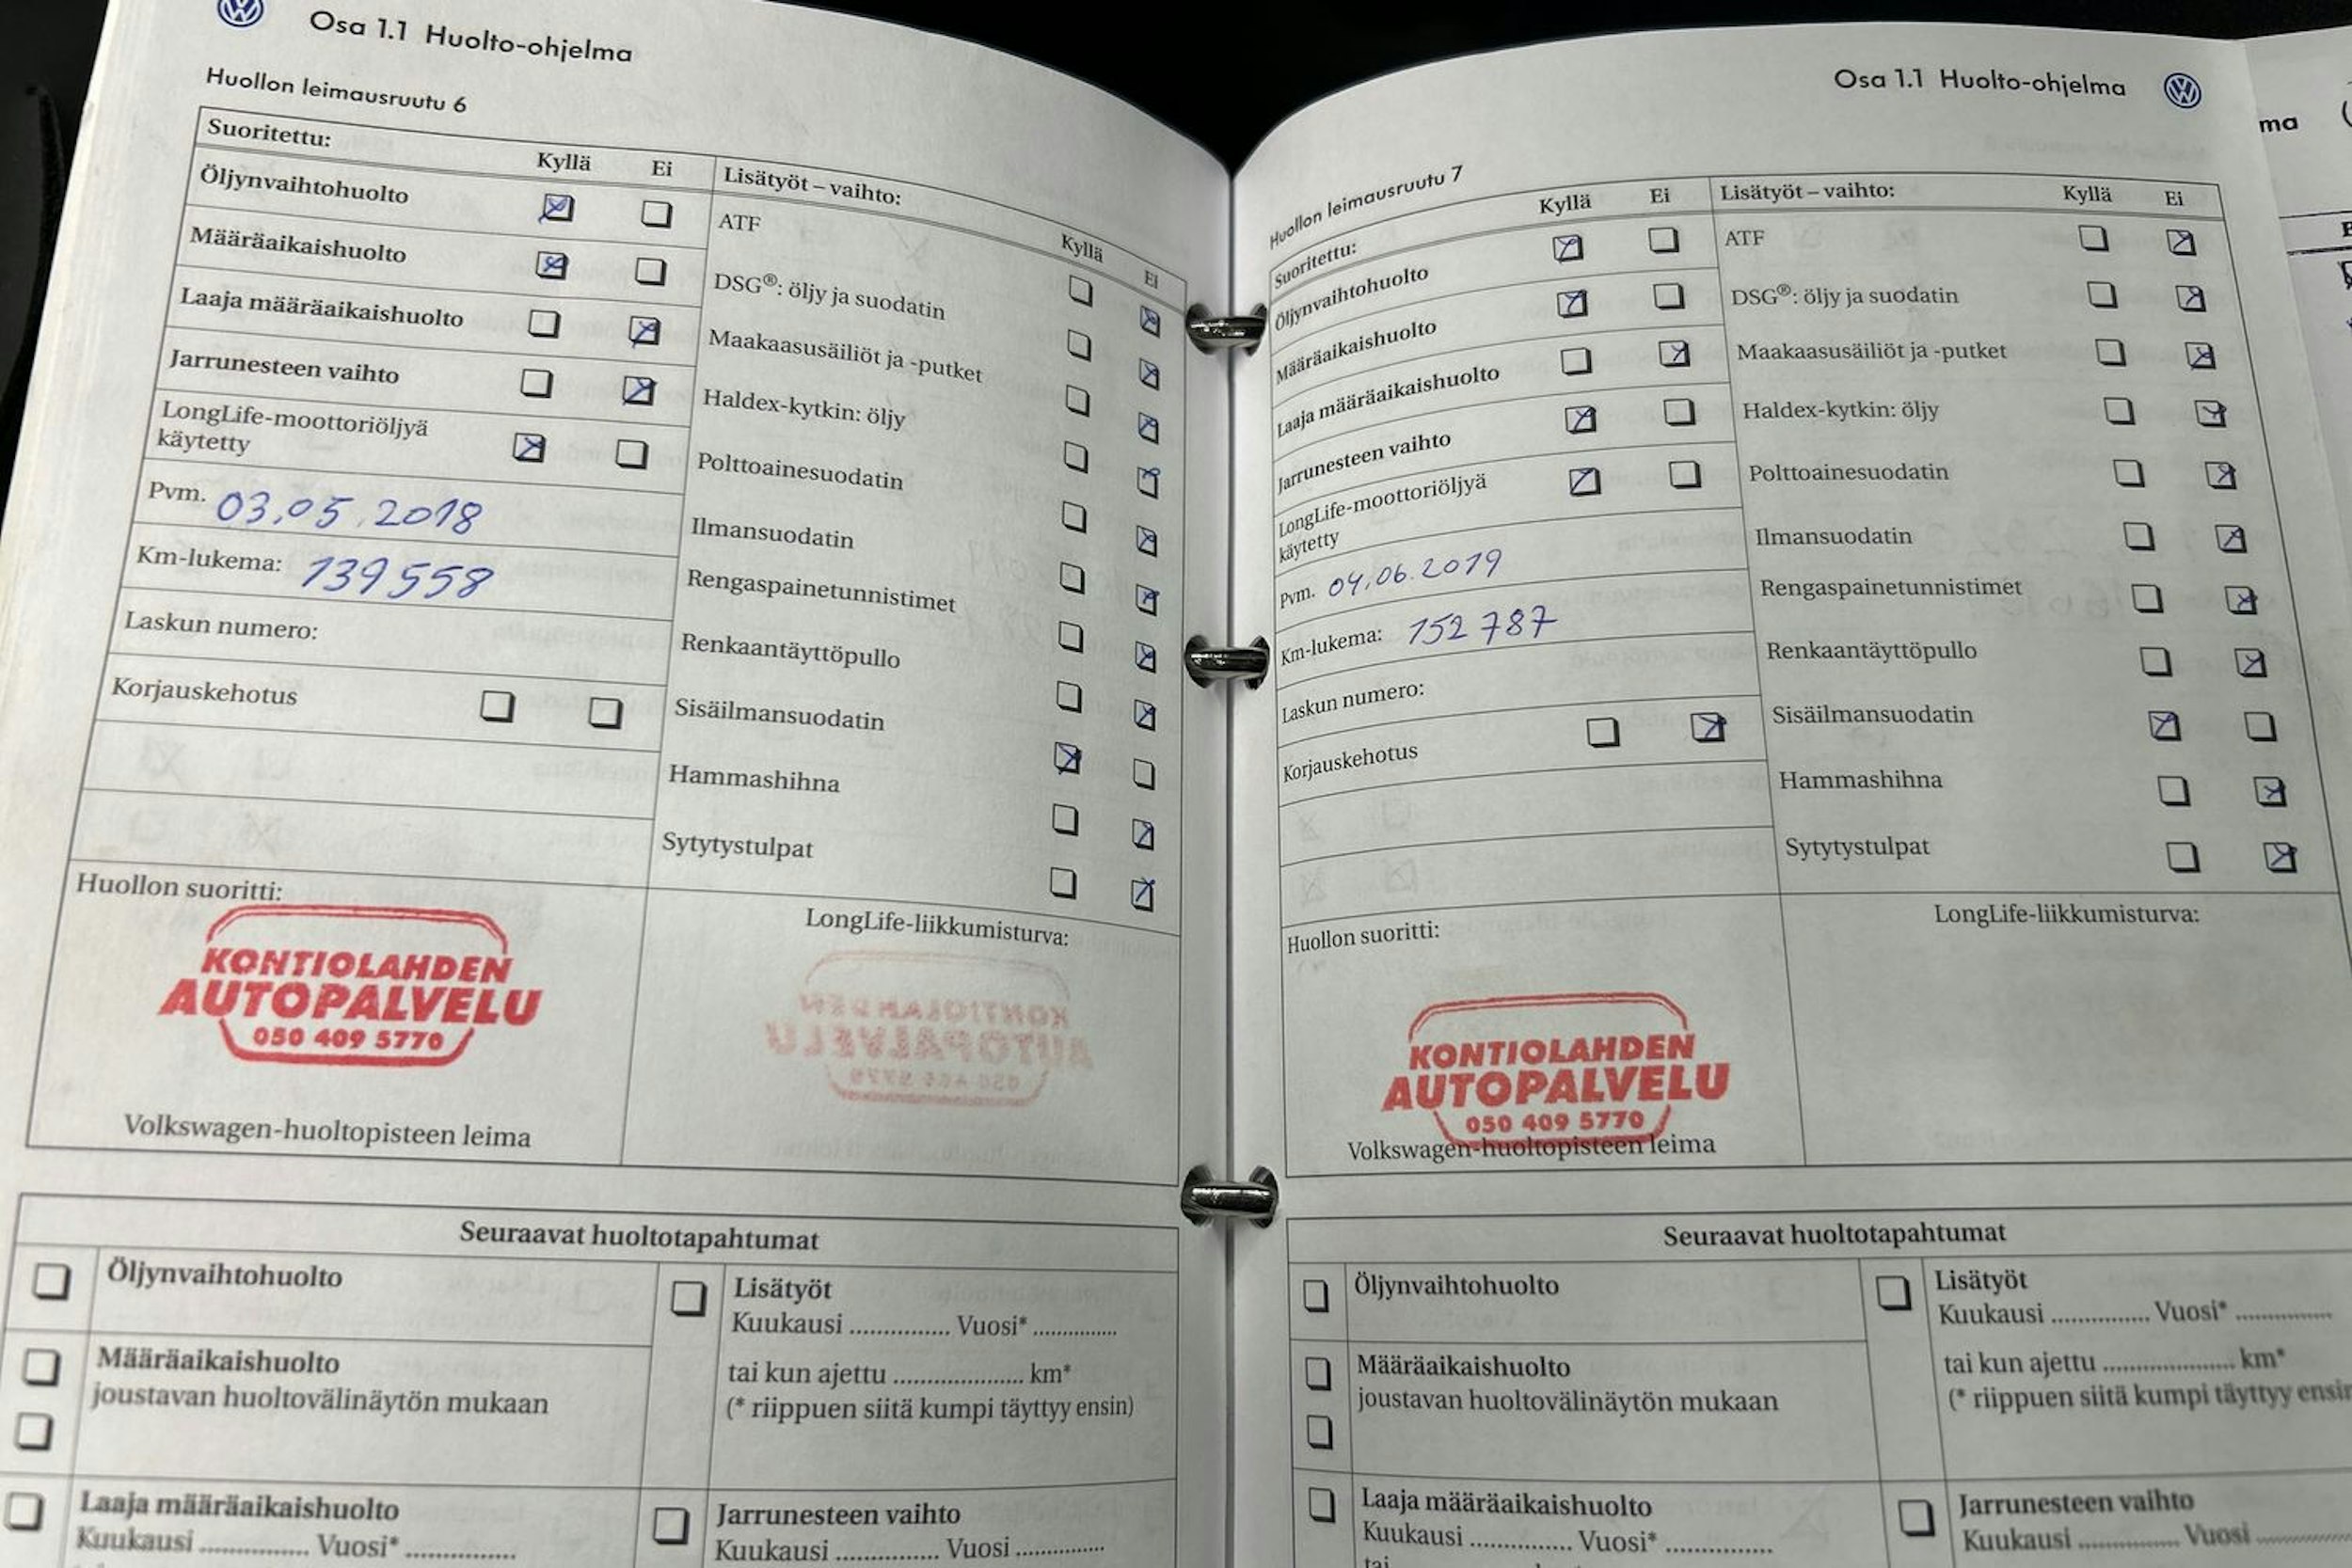 Osa 1.1 Huolto-ohjelma
Huollon leimausruutu 6
Suoritettu:
Kyllä Ei
Öljynvaihtohuolto
Määräaikaishuolto
Laaja määräaikaishuolto
Jarrunesteen vaihto
LongLife-moottoriöljyä
käytetty
Pvm. 03.05.2018
Km-lukema: 139558
Laskun numero:
Korjauskehotus
Lisätyöt – vaihto:
Kyllä Ei
ATF
DSG®: öljy ja suodatin
Maakaasusäiliöt ja -putket
Haldex-kytkin: öljy
Polttoainesuodatin
Ilmansuodatin
Rengaspainetunnistimet
Renkaantäyttöpullo
Sisäilmansuodatin
Hammashihna
Sytytystulpat
Huollon suoritti:
KONTIOLAHDEN
AUTOPALVELU
050 409 5770
Volkswagen-huoltopisteen leima
LongLife-liikkumisturva:
Seuraavat huoltotapahtumat
Öljynvaihtohuolto
Määräaikaishuolto
joustavan huoltovälinäytön mukaan
Laaja määräaikaishuolto
Kuukausi ............... Vuosi* ...............
Lisätyöt
Kuukausi ............... Vuosi* ...............
tai kun ajettu ..................... km*
(* riippuen siitä kumpi täyttyy ensin)
Jarrunesteen vaihto
Kuukausi ............... Vuosi ...............
Osa 1.1 Huolto-ohjelma
Huollon leimausruutu 7
Suoritettu:
Kyllä Ei
Öljynvaihtohuolto
Määräaikaishuolto
Laaja määräaikaishuolto
Jarrunesteen vaihto
LongLife-moottoriöljyä
käytetty
Pvm. 04.06.2019
Km-lukema: 152787
Laskun numero:
Korjauskehotus
Lisätyöt – vaihto:
Kyllä Ei
ATF
DSG®: öljy ja suodatin
Maakaasusäiliöt ja -putket
Haldex-kytkin: öljy
Polttoainesuodatin
Ilmansuodatin
Rengaspainetunnistimet
Renkaantäyttöpullo
Sisäilmansuodatin
Hammashihna
Sytytystulpat
Huollon suoritti:
KONTIOLAHDEN
AUTOPALVELU
050 409 5770
Volkswagen-huoltopisteen leima
LongLife-liikkumisturva:
Seuraavat huoltotapahtumat
Öljynvaihtohuolto
Määräaikaishuolto
joustavan huoltovälinäytön mukaan
Laaja määräaikaishuolto
Kuukausi ............... Vuosi* ...............
tai
Lisätyöt
Kuukausi ............... Vuosi* ...............
tai kun ajettu ..................... km*
(* riippuen siitä kumpi täyttyy ensin
Jarrunesteen vaihto
Kuukausi ............... Vuosi ...............
ma